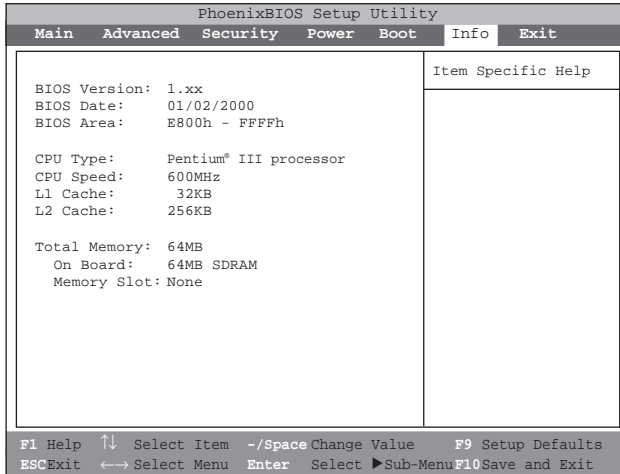 PhoenixBIOS Setup Utility
Main Advanced Security Power Boot Info Exit
Item Specific Help
BIOS Version: 1.xx
BIOS Date: 01/02/2000
BIOS Area: E800h - FFFFh
CPU Type: Pentium® III processor
CPU Speed: 600MHz
L1 Cache: 32KB
L2 Cache: 256KB
Total Memory: 64MB
On Board: 64MB SDRAM
Memory Slot: None
F1 Help ↑↓ Select Item -/Space Change Value F9 Setup Defaults
ESC Exit ←→ Select Menu Enter Select ▶Sub-Menu F10 Save and Exit